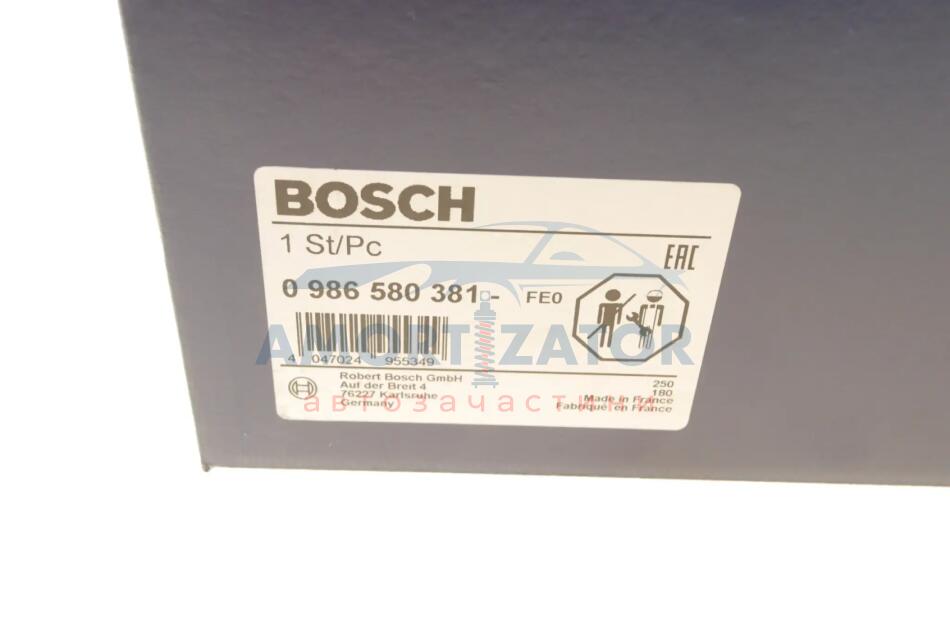 BOSCH
1 St/Pc
EAC
0 986 580 381 - FE0
AMORTIZATOR
4 047024 955349
Robert Bosch GmbH
Auf der Breit 4
76227 Karlsruhe
Germany
250
180
Made in France
Fabriqué en France
автозачастини